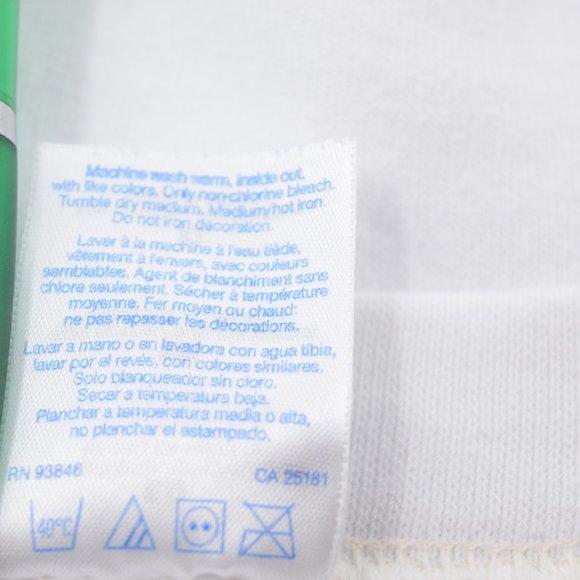 Machine wash warm, inside out,
with like colors. Only non-chlorine bleach.
Tumble dry medium. Medium/hot iron.
Do not iron decoration.
Laver à la machine à l'eau tiède,
vêtement à l'envers, avec couleurs
semblables. Agent de blanchiment sans
chlore seulement. Sécher à température
moyenne. Fer moyen ou chaud:
ne pas repasser les décorations.
Lavar a mano o en lavadora con agua tibia,
lavar por el revés, con colores similares.
Solo blanqueador sin cloro.
Secar a temperatura baja.
Planchar a temperatura media o alta,
no planchar el estampado.
RN 93846 CA 25181
40°C